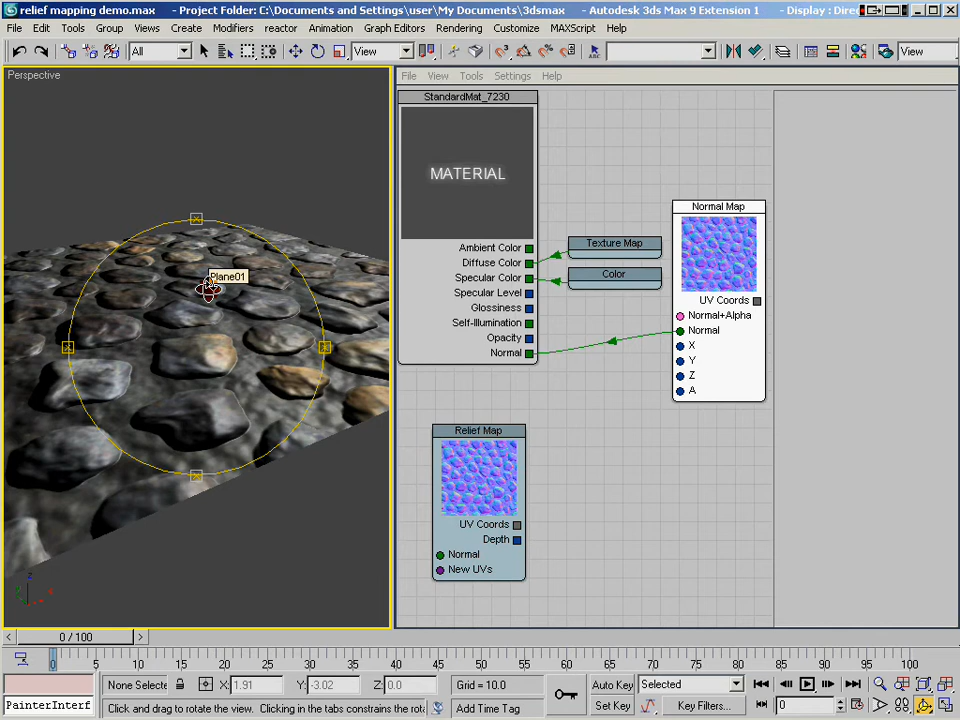 relief mapping demo.max - Project Folder: C:\Documents and Settings\user\My Documents\3dsmax - Autodesk 3ds Max 9 Extension 1 - Display : Direc
File Edit Tools Group Views Create Modifiers reactor Animation Graph Editors Rendering Customize MAXScript Help
All View View
Perspective
File View Tools Settings Help
StandardMat_7230
MATERIAL
Ambient Color
Diffuse Color
Specular Color
Specular Level
Glossiness
Self-Illumination
Opacity
Normal
Texture Map
Color
Normal Map
UV Coords
Normal+Alpha
Normal
X
Y
Z
A
Plane01
Relief Map
UV Coords
Depth
Normal
New UVs
z
0 / 100
0 5 10 15 20 25 30 35 40 45 50 55 60 65 70 75 80 85 90 95 100
None Selecte X: 1.91 Y: -3.02 Z: 0.0 Grid = 10.0 Auto Key Selected
PainterInterf Click and drag to rotate the view. Clicking in the tabs constrains the rota Add Time Tag Set Key Key Filters... 0